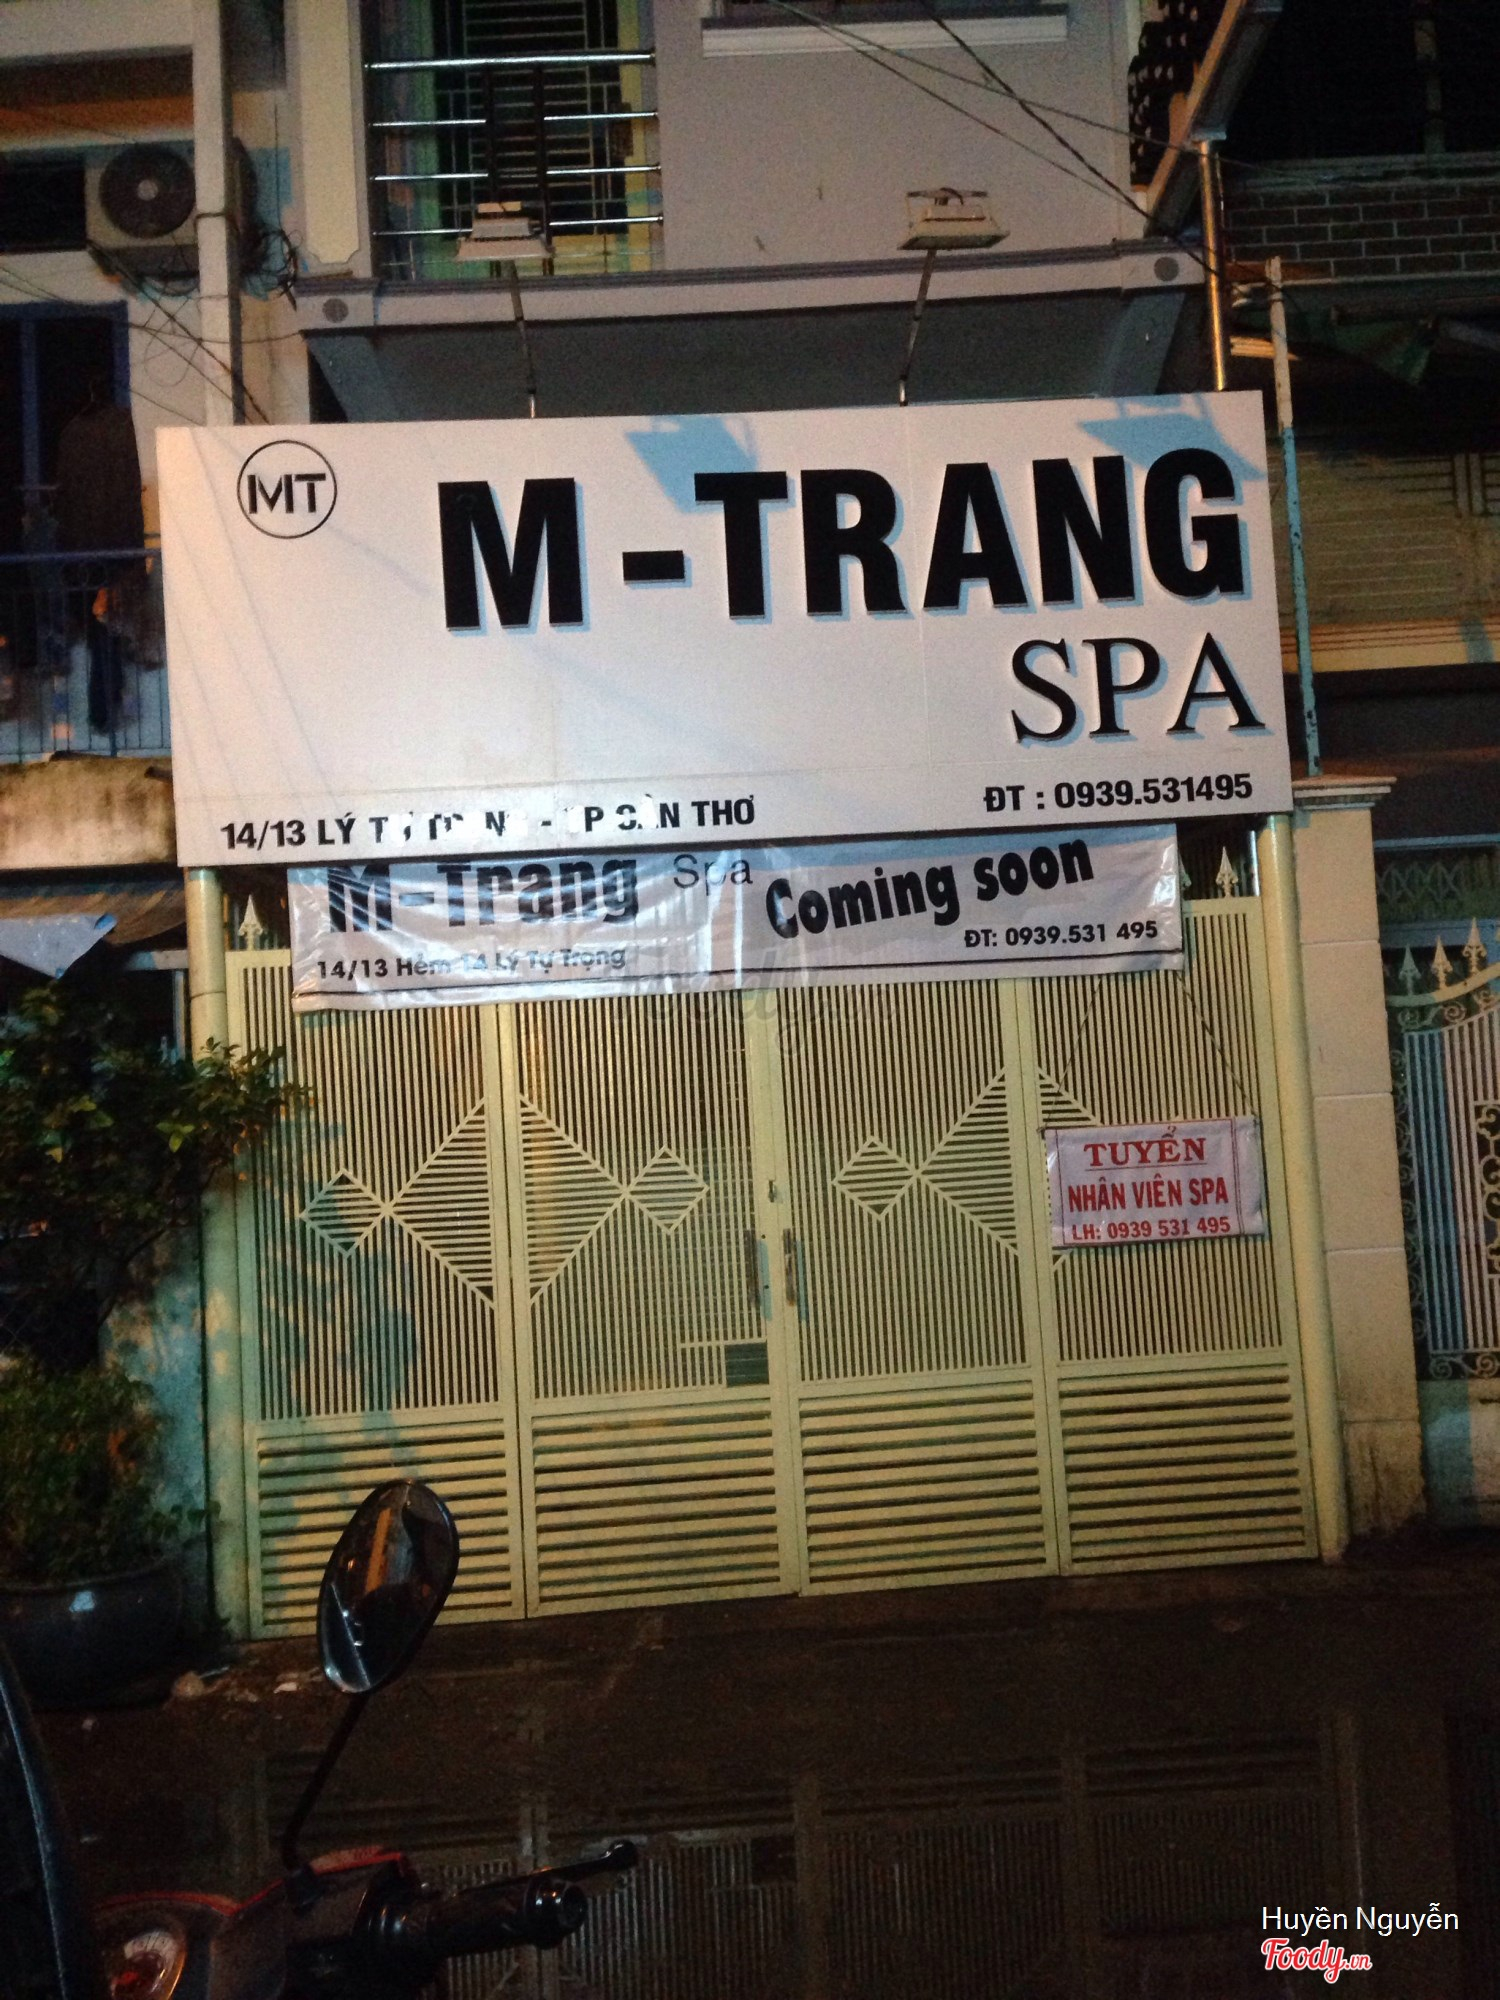 MT
M - TRANG
SPA
14/13 LÝ - CẦN THƠ
ĐT : 0939.531495
M-Trang Spa Coming soon
14/13 Hẻm 14 Lý Tự Trọng
ĐT: 0939.531 495
TUYỂN
NHÂN VIÊN SPA
LH: 0939 531 495
Huyền Nguyễn
Foody.vn